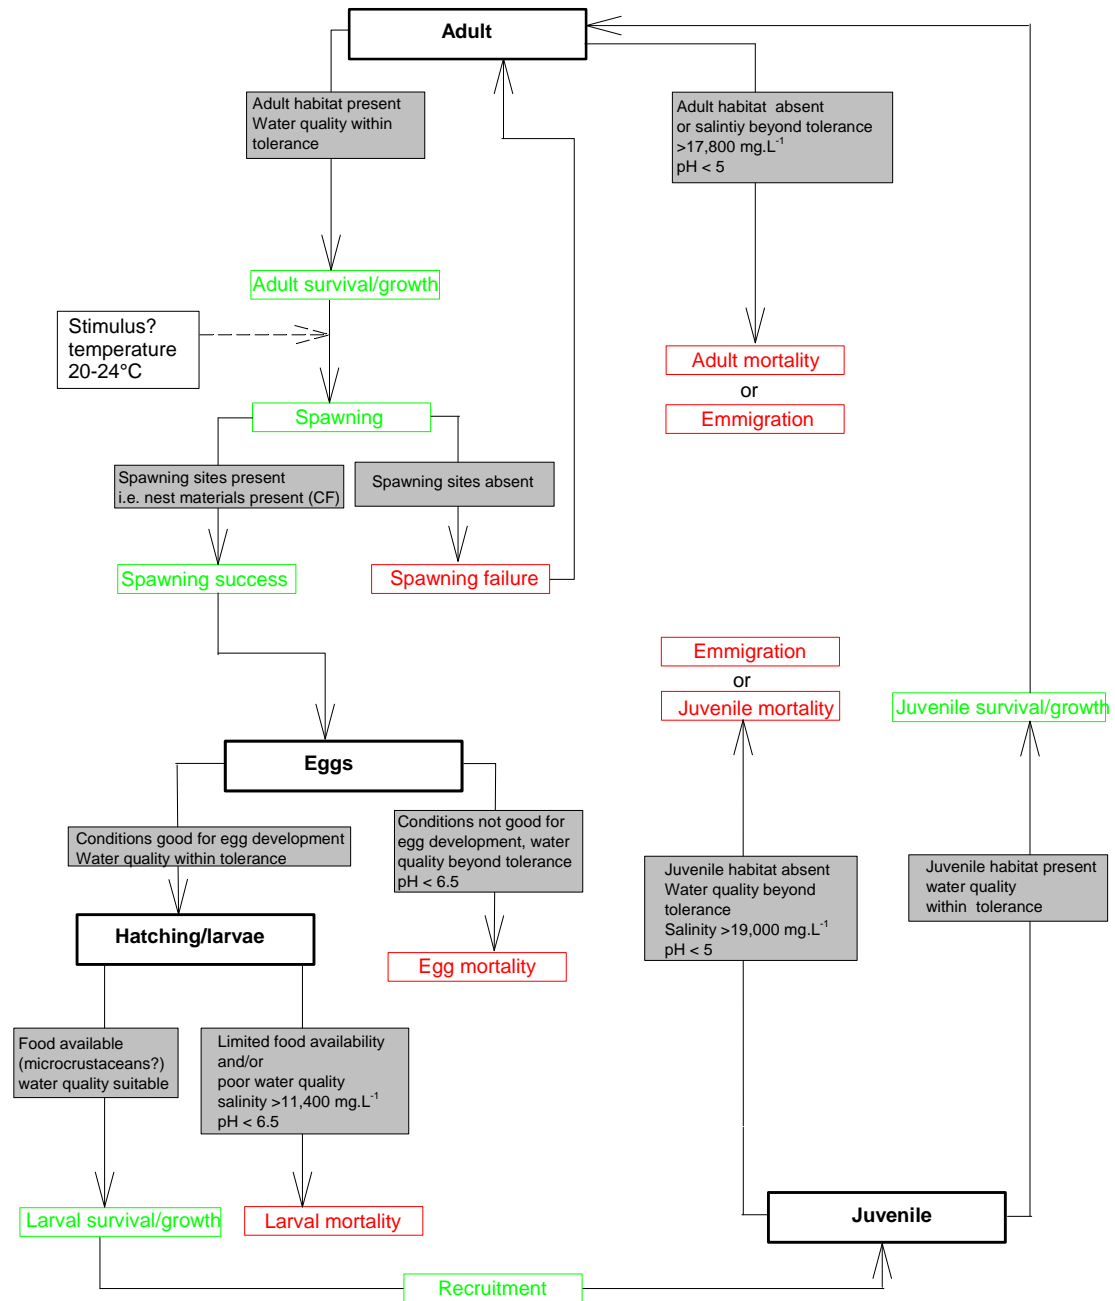 Adult
Adult habitat present
Water quality within
tolerance
Adult habitat  absent
or salintiy beyond tolerance
>17,800 mg.L⁻¹
pH < 5
Adult survival/growth
Stimulus?
temperature
20-24°C
Adult mortality
or
Emmigration
Spawning
Spawning sites present
i.e. nest materials present (CF)
Spawning sites absent
Spawning success
Spawning failure
Emmigration
or
Juvenile mortality
Juvenile survival/growth
Eggs
Conditions good for egg development
Water quality within tolerance
Conditions not good for
egg development, water
quality beyond tolerance
pH < 6.5
Juvenile habitat absent
Water quality beyond
tolerance
Salinity >19,000 mg.L⁻¹
pH < 5
Juvenile habitat present
water quality
within  tolerance
Hatching/larvae
Egg mortality
Food available
(microcrustaceans?)
water quality suitable
Limited food availability
and/or
poor water quality
salinity >11,400 mg.L⁻¹
pH < 6.5
Larval survival/growth
Larval mortality
Juvenile
Recruitment